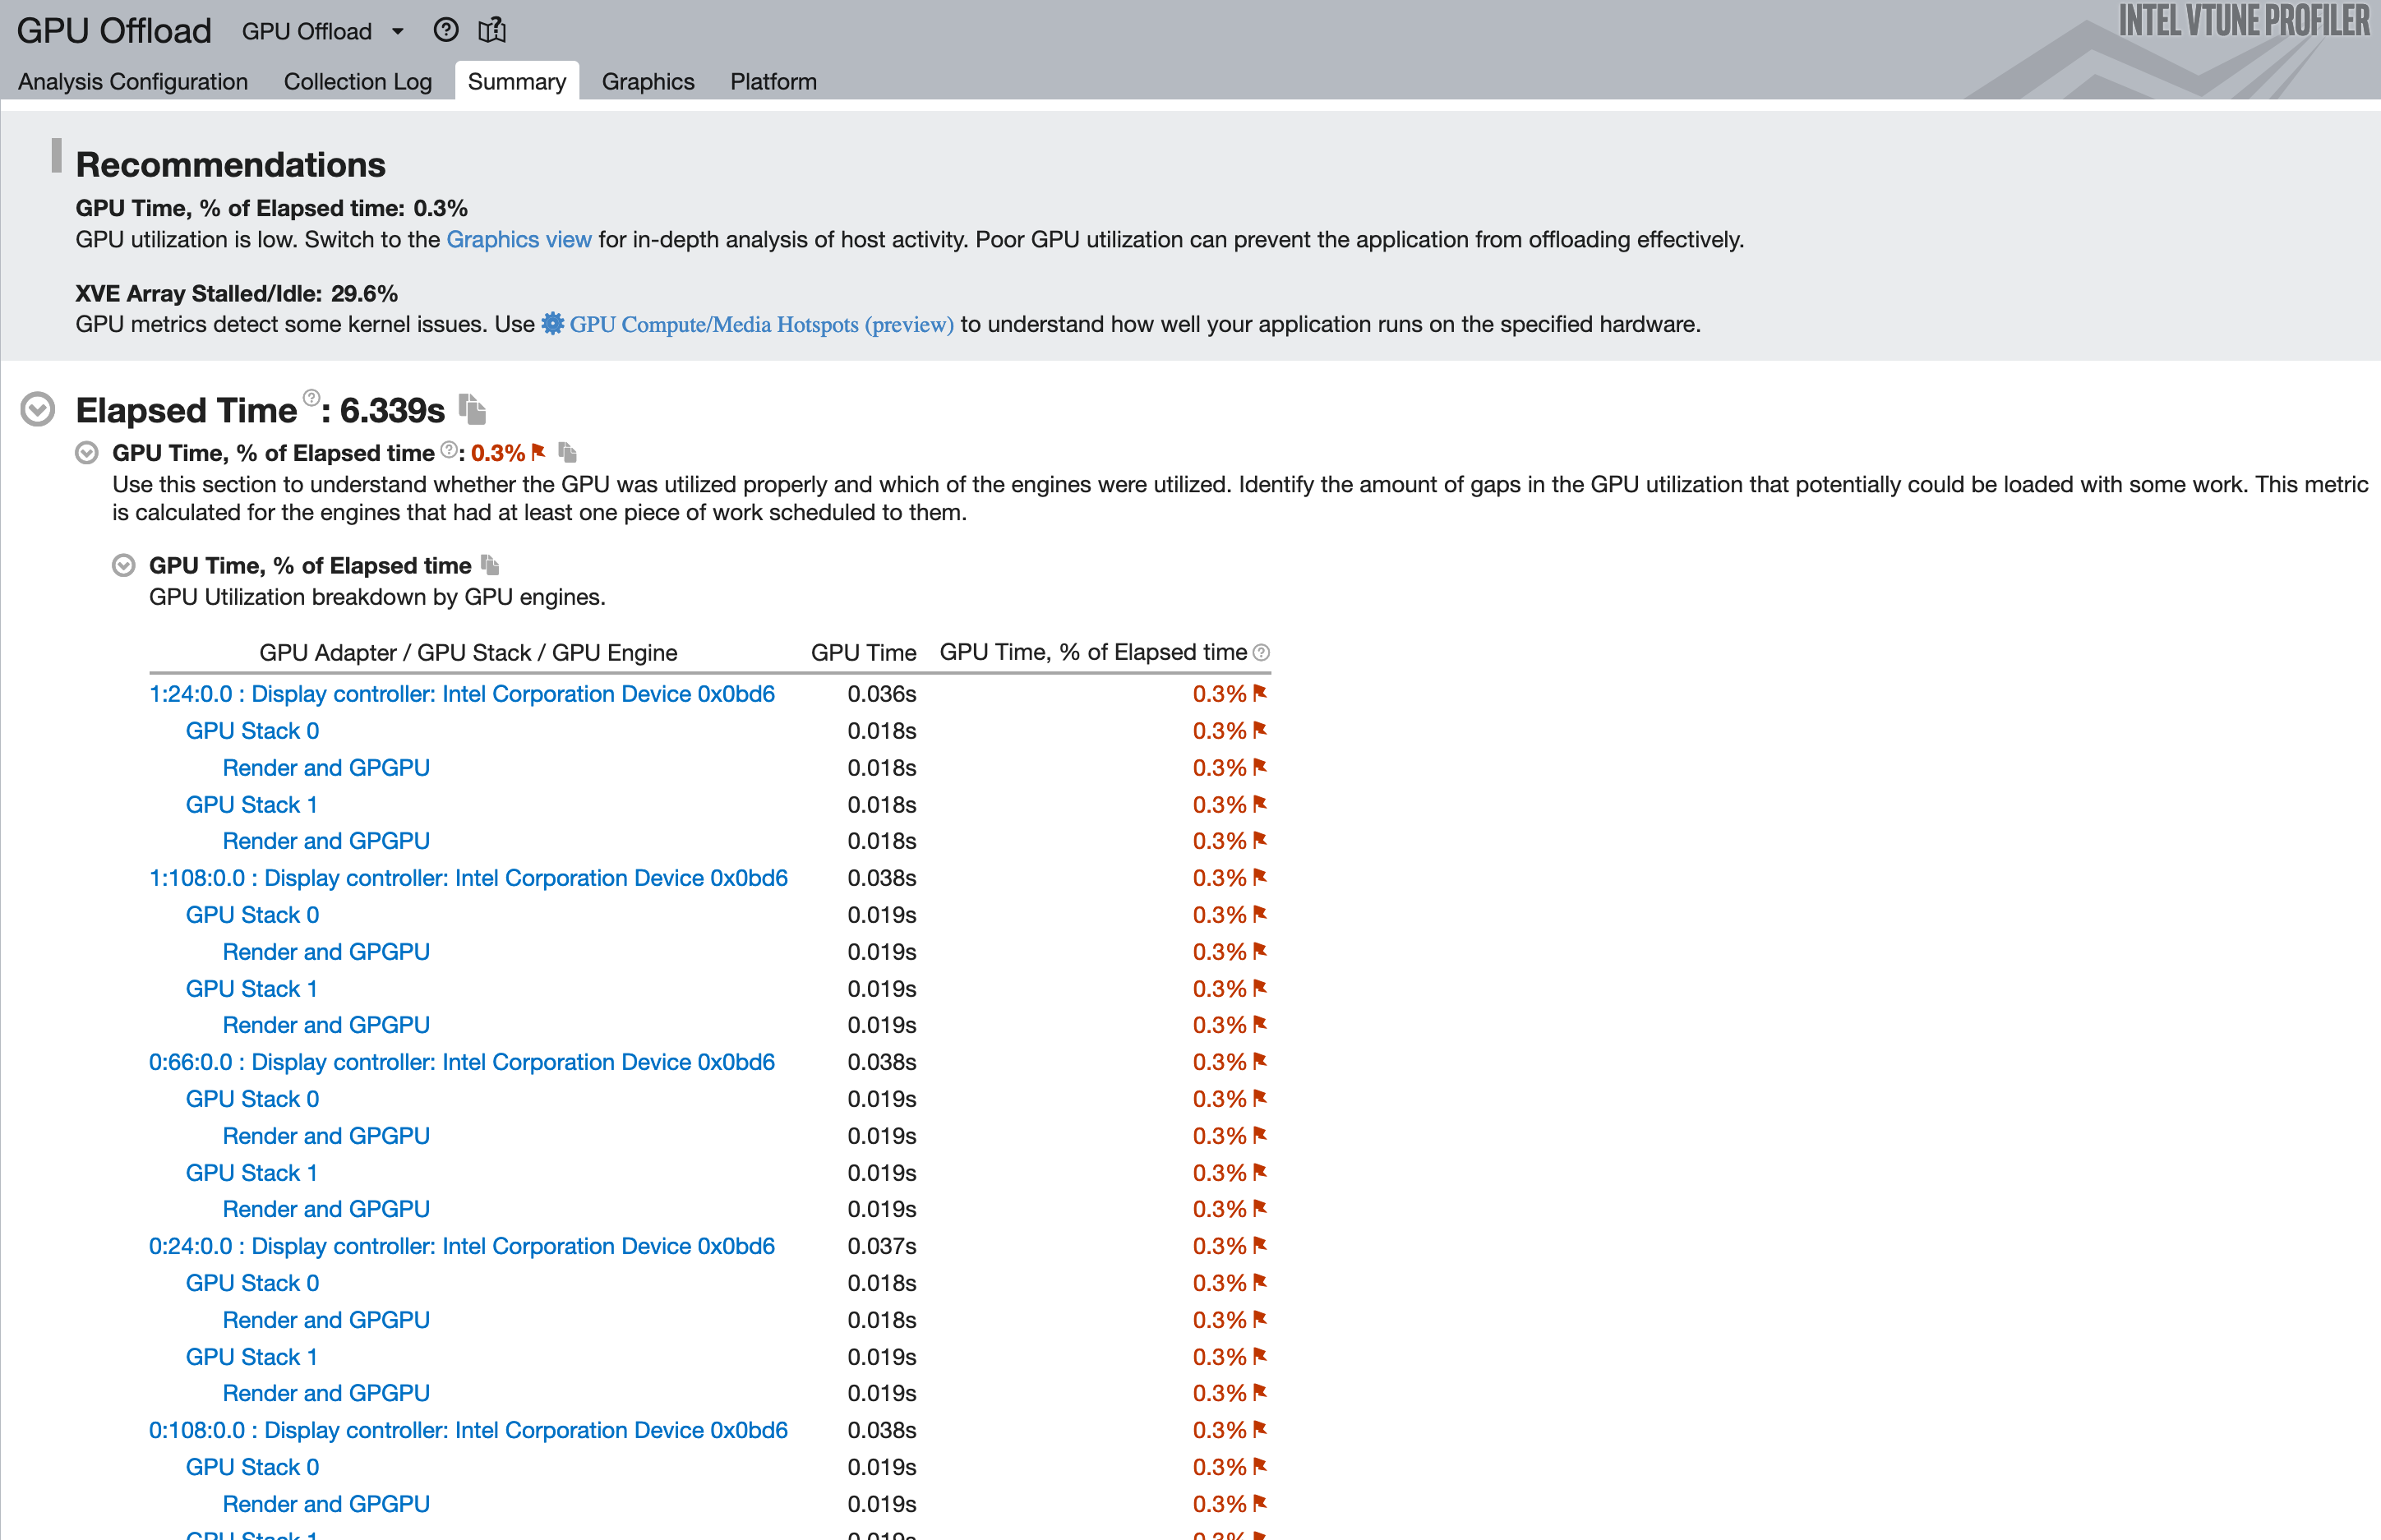 GPU Offload GPU Offload
INTEL VTUNE PROFILER
Analysis Configuration Collection Log Summary Graphics Platform
Recommendations
GPU Time, % of Elapsed time: 0.3%
GPU utilization is low. Switch to the Graphics view for in-depth analysis of host activity. Poor GPU utilization can prevent the application from offloading effectively.
XVE Array Stalled/Idle: 29.6%
GPU metrics detect some kernel issues. Use GPU Compute/Media Hotspots (preview) to understand how well your application runs on the specified hardware.
Elapsed Time ?: 6.339s
GPU Time, % of Elapsed time ?: 0.3%
Use this section to understand whether the GPU was utilized properly and which of the engines were utilized. Identify the amount of gaps in the GPU utilization that potentially could be loaded with some work. This metric
is calculated for the engines that had at least one piece of work scheduled to them.
GPU Time, % of Elapsed time
GPU Utilization breakdown by GPU engines.
GPU Adapter / GPU Stack / GPU Engine GPU Time GPU Time, % of Elapsed time ?
1:24:0.0 : Display controller: Intel Corporation Device 0x0bd6 0.036s 0.3%
GPU Stack 0 0.018s 0.3%
Render and GPGPU 0.018s 0.3%
GPU Stack 1 0.018s 0.3%
Render and GPGPU 0.018s 0.3%
1:108:0.0 : Display controller: Intel Corporation Device 0x0bd6 0.038s 0.3%
GPU Stack 0 0.019s 0.3%
Render and GPGPU 0.019s 0.3%
GPU Stack 1 0.019s 0.3%
Render and GPGPU 0.019s 0.3%
0:66:0.0 : Display controller: Intel Corporation Device 0x0bd6 0.038s 0.3%
GPU Stack 0 0.019s 0.3%
Render and GPGPU 0.019s 0.3%
GPU Stack 1 0.019s 0.3%
Render and GPGPU 0.019s 0.3%
0:24:0.0 : Display controller: Intel Corporation Device 0x0bd6 0.037s 0.3%
GPU Stack 0 0.018s 0.3%
Render and GPGPU 0.018s 0.3%
GPU Stack 1 0.019s 0.3%
Render and GPGPU 0.019s 0.3%
0:108:0.0 : Display controller: Intel Corporation Device 0x0bd6 0.038s 0.3%
GPU Stack 0 0.019s 0.3%
Render and GPGPU 0.019s 0.3%
GPU Stack 1 0.019s 0.3%